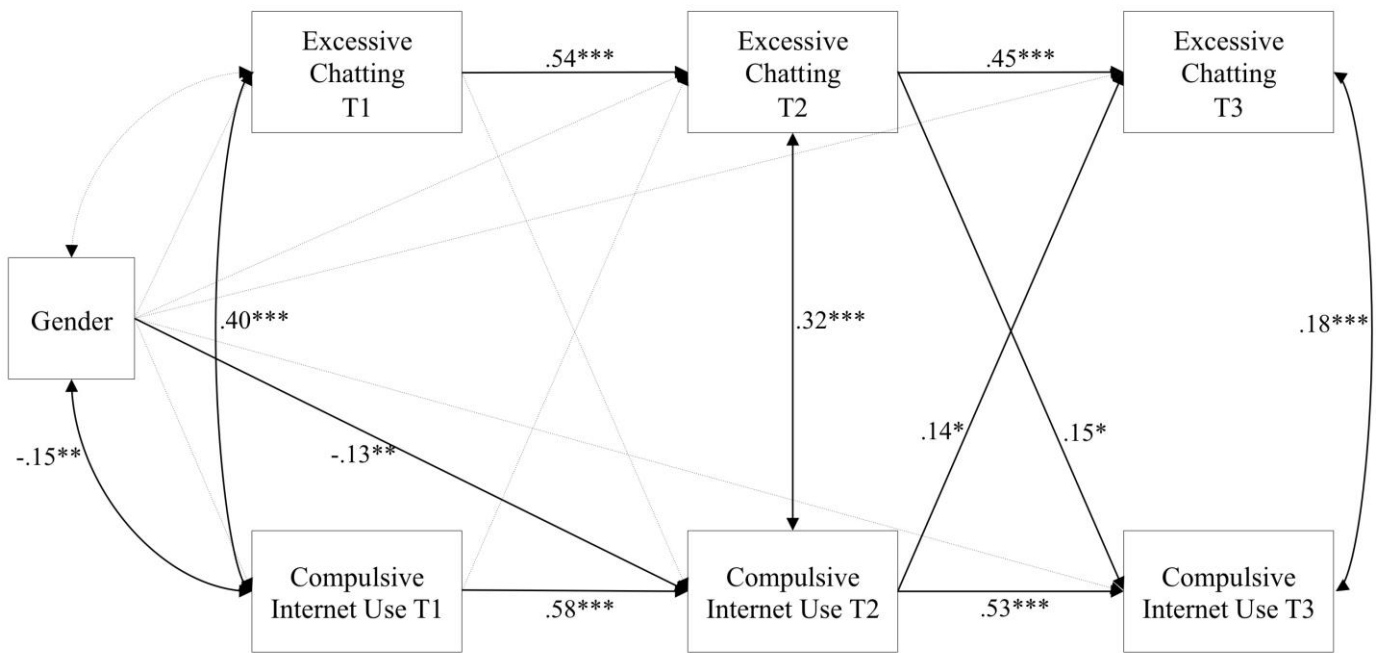 Excessive
Chatting
T1
.54***
Excessive
Chatting
T2
.45***
Excessive
Chatting
T3
Gender
.40***
.32***
.18***
-.15**
-.13**
.14*
.15*
Compulsive
Internet Use T1
.58***
Compulsive
Internet Use T2
.53***
Compulsive
Internet Use T3